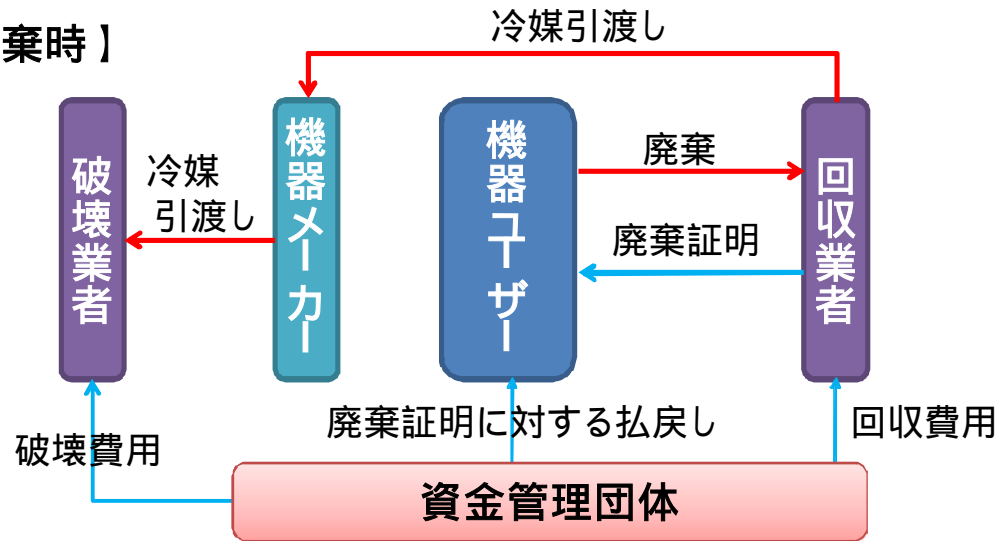 棄時】
冷媒引渡し
破壊業者
冷媒
引渡し
機器メーカー
機器ユーザー
廃棄
廃棄証明
回収業者
破壊費用
廃棄証明に対する払戻し
回収費用
資金管理団体